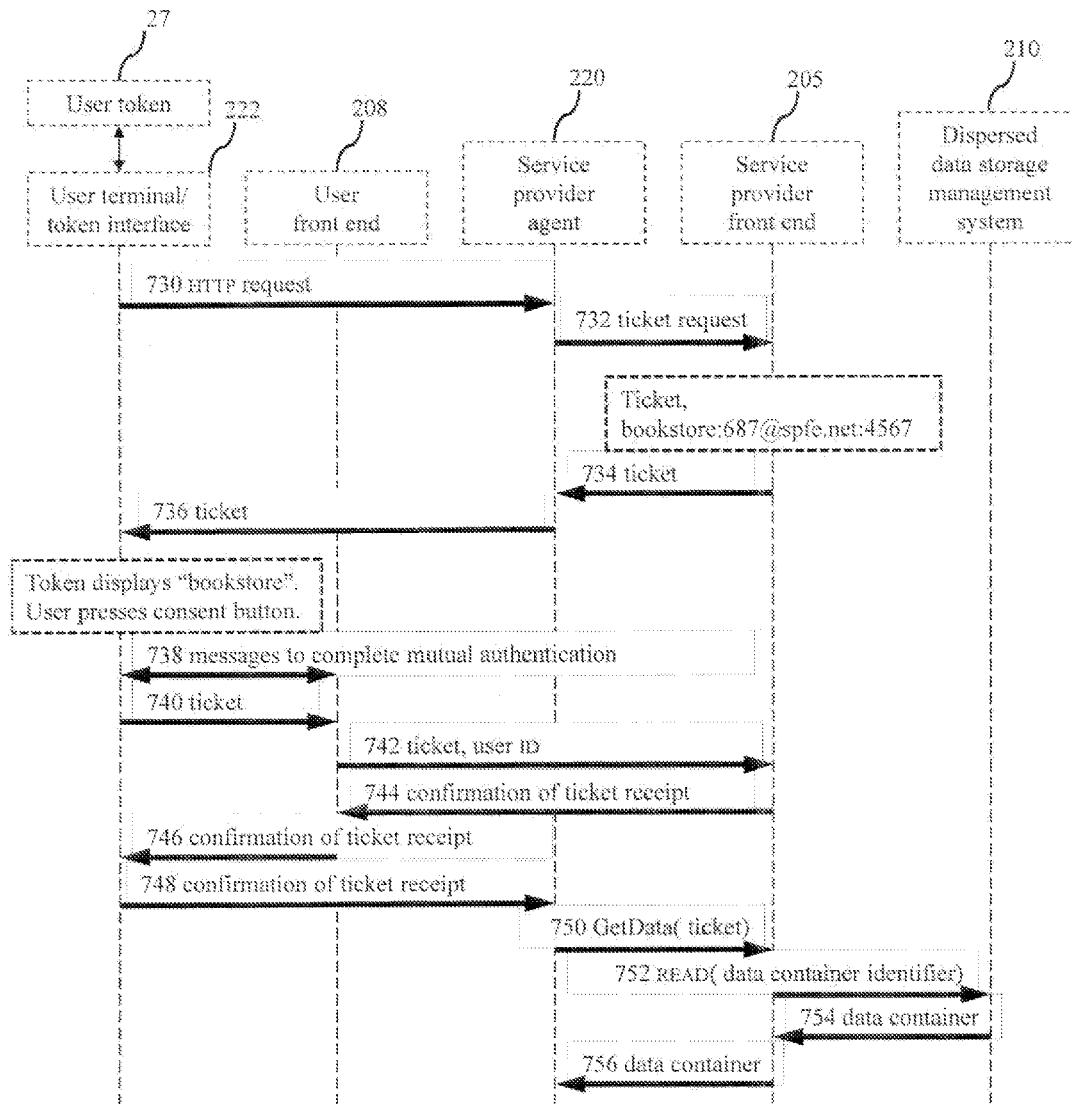 27
210
User token
222
208
220
205
User terminal/
token interface
User
front end
Service
provider
agent
Service
provider
front end
Dispersed
data storage
management
system
730 HTTP request
732 ticket request
Ticket,
bookstore:687@spfe.net:4567
734 ticket
736 ticket
Token displays “bookstore”.
User presses consent button.
738 messages to complete mutual authentication
740 ticket
742 ticket, user ID
744 confirmation of ticket receipt
746 confirmation of ticket receipt
748 confirmation of ticket receipt
750 GetData( ticket)
752 READ( data container identifier)
754 data container
756 data container